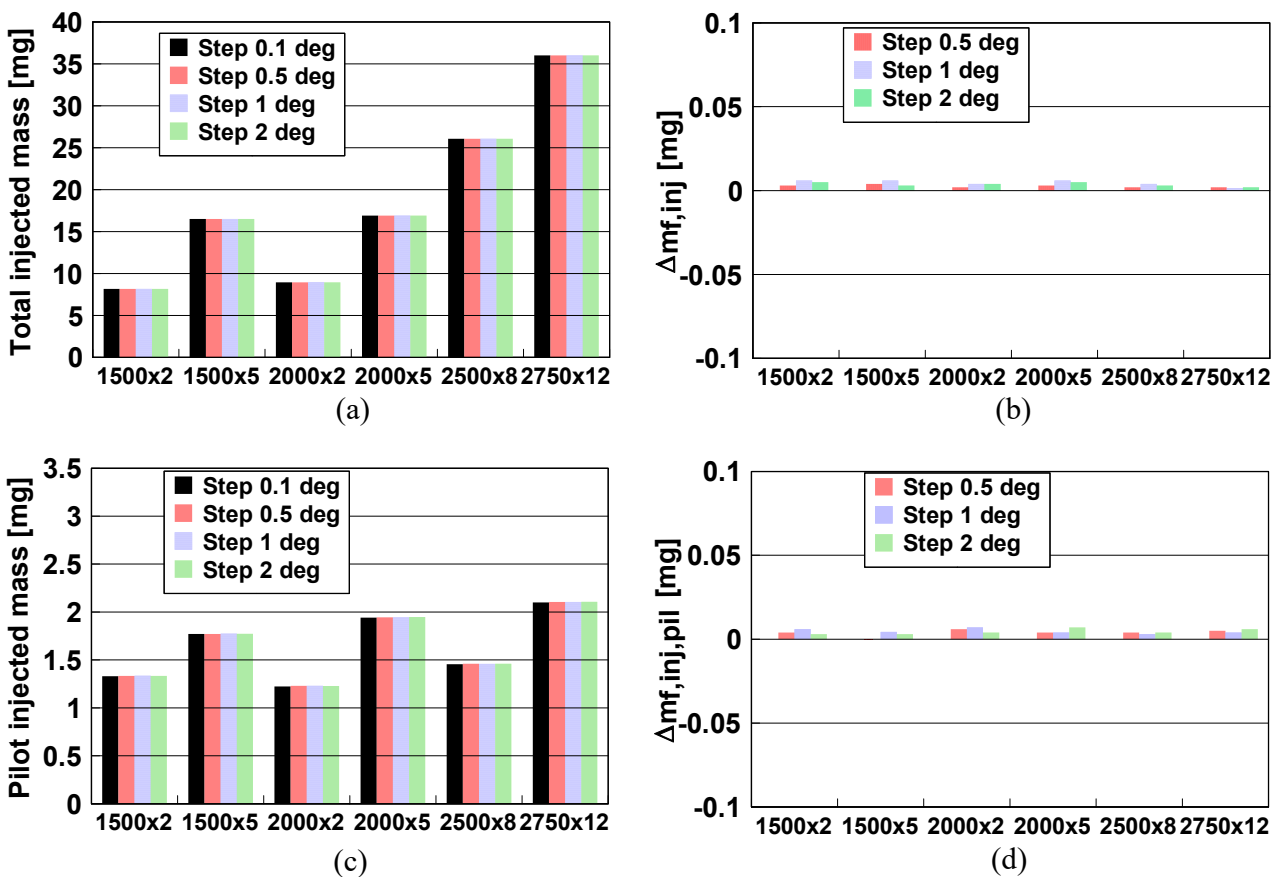 Total injected mass [mg]
40
35
30
25
20
15
10
5
0
Step 0.1 deg
Step 0.5 deg
Step 1 deg
Step 2 deg
1500x2 1500x5 2000x2 2000x5 2500x8 2750x12
(a)
Δmf,inj [mg]
0.1
0.05
0
-0.05
-0.1
Step 0.5 deg
Step 1 deg
Step 2 deg
1500x2 1500x5 2000x2 2000x5 2500x8 2750x12
(b)
Pilot injected mass [mg]
3.5
3
2.5
2
1.5
1
0.5
0
Step 0.1 deg
Step 0.5 deg
Step 1 deg
Step 2 deg
1500x2 1500x5 2000x2 2000x5 2500x8 2750x12
(c)
Δmf,inj,pil [mg]
0.1
0.05
0
-0.05
-0.1
Step 0.5 deg
Step 1 deg
Step 2 deg
1500x2 1500x5 2000x2 2000x5 2500x8 2750x12
(d)